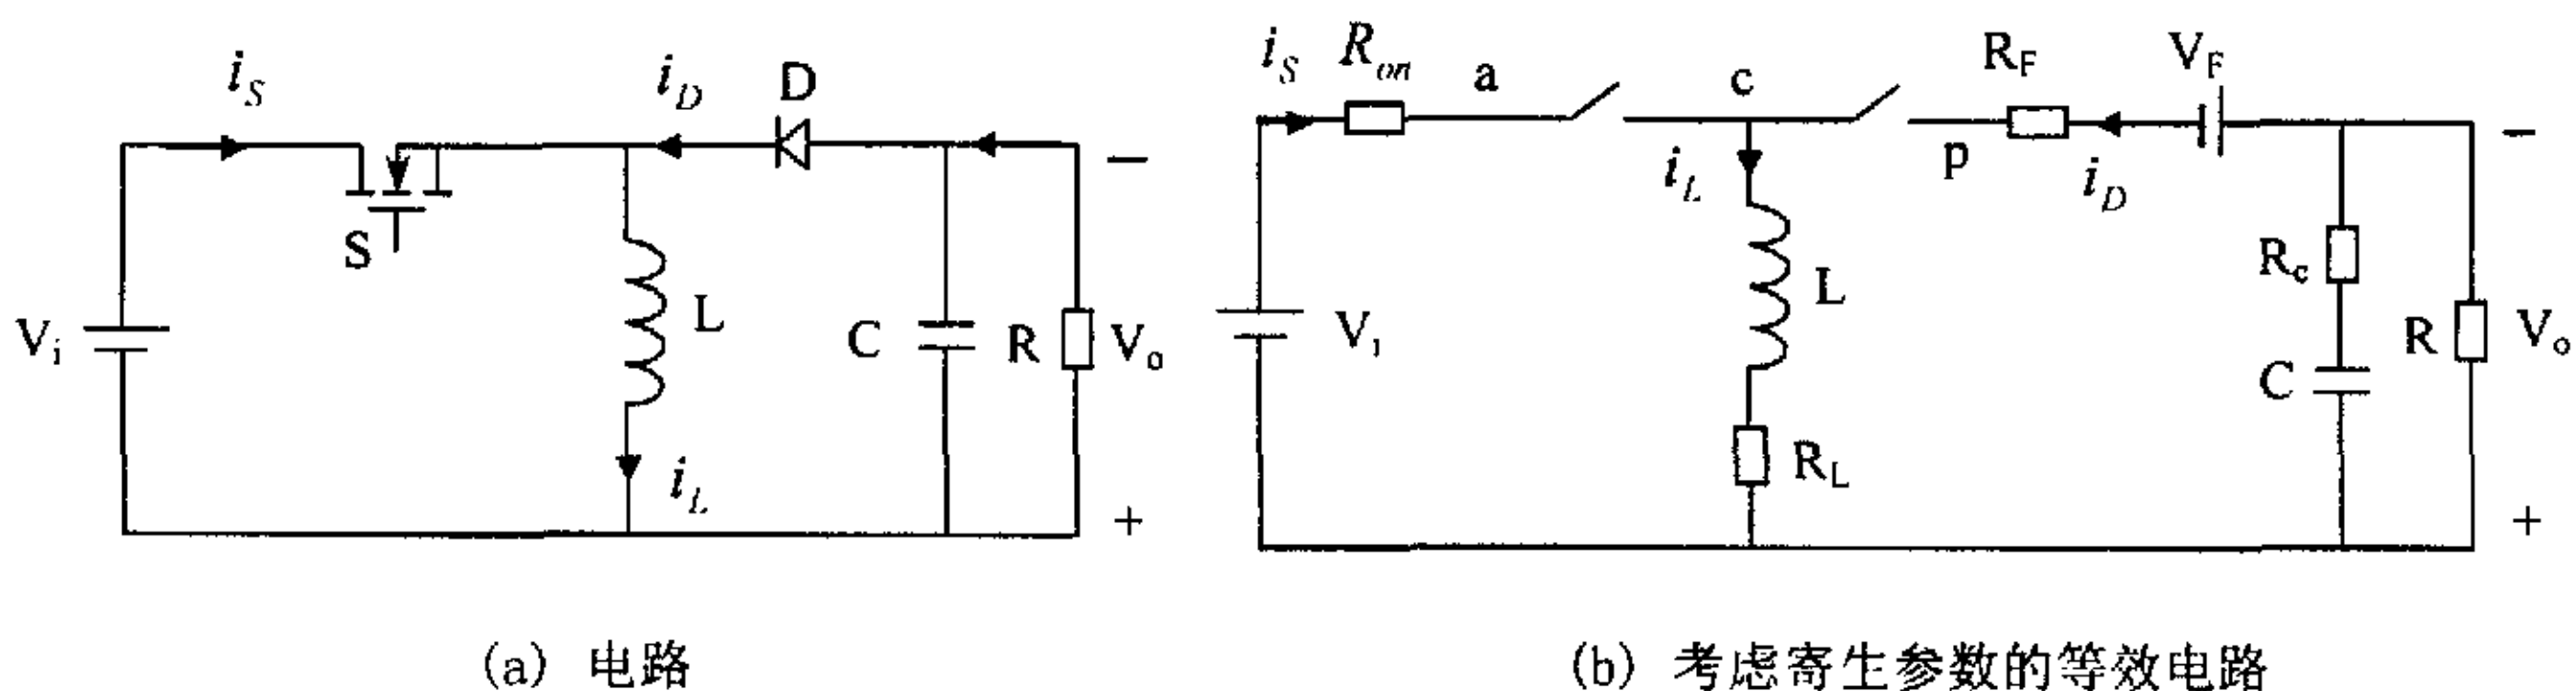 i_S
i_D
D
S
V_i
L
i_L
C
R
V_o
−
+
(a) 电路
i_S
R_on
a
c
R_F
V_F
p
i_D
i_L
L
R_L
V_i
R_c
C
R
V_o
−
+
(b) 考虑寄生参数的等效电路